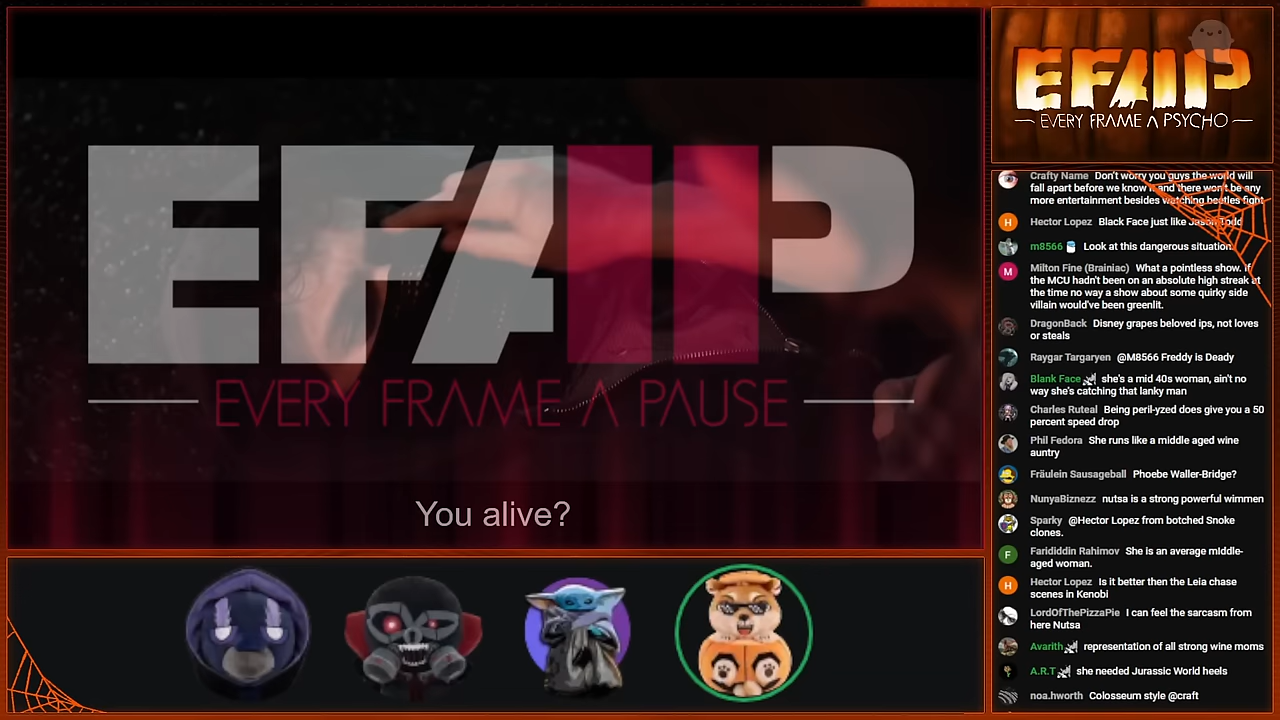 EFAP
EVERY FRAME A PAUSE
You alive?
EFAP
EVERY FRAME A PSYCHO
Crafty Name Don't worry you guys the world will
fall apart before we know it and there won't be any
more entertainment besides watching beetles fight
H
Hector Lopez Black Face just like Jason Todd
m8566 Look at this dangerous situation.
M
Milton Fine (Brainiac) What a pointless show. If
the MCU hadn't been on an absolute high streak at
the time no way a show about some quirky side
villain would've been greenlit.
DragonBack Disney grapes beloved ips, not loves
or steals
Raygar Targaryen @M8566 Freddy is Deady
Blank Face she's a mid 40s woman, ain't no
way she's catching that lanky man
Charles Ruteal Being peril-yzed does give you a 50
percent speed drop
Phil Fedora She runs like a middle aged wine
auntry
Fräulein Sausageball Phoebe Waller-Bridge?
NunyaBiznezz nutsa is a strong powerful wimmen
Sparky @Hector Lopez from botched Snoke
clones.
F
Farididdin Rahimov She is an average mIddle-
aged woman.
H
Hector Lopez Is it better then the Leia chase
scenes in Kenobi
LordOfThePizzaPie I can feel the sarcasm from
here Nutsa
Avarith representation of all strong wine moms
A.R.T she needed Jurassic World heels
noa.hworth Colosseum style @craft